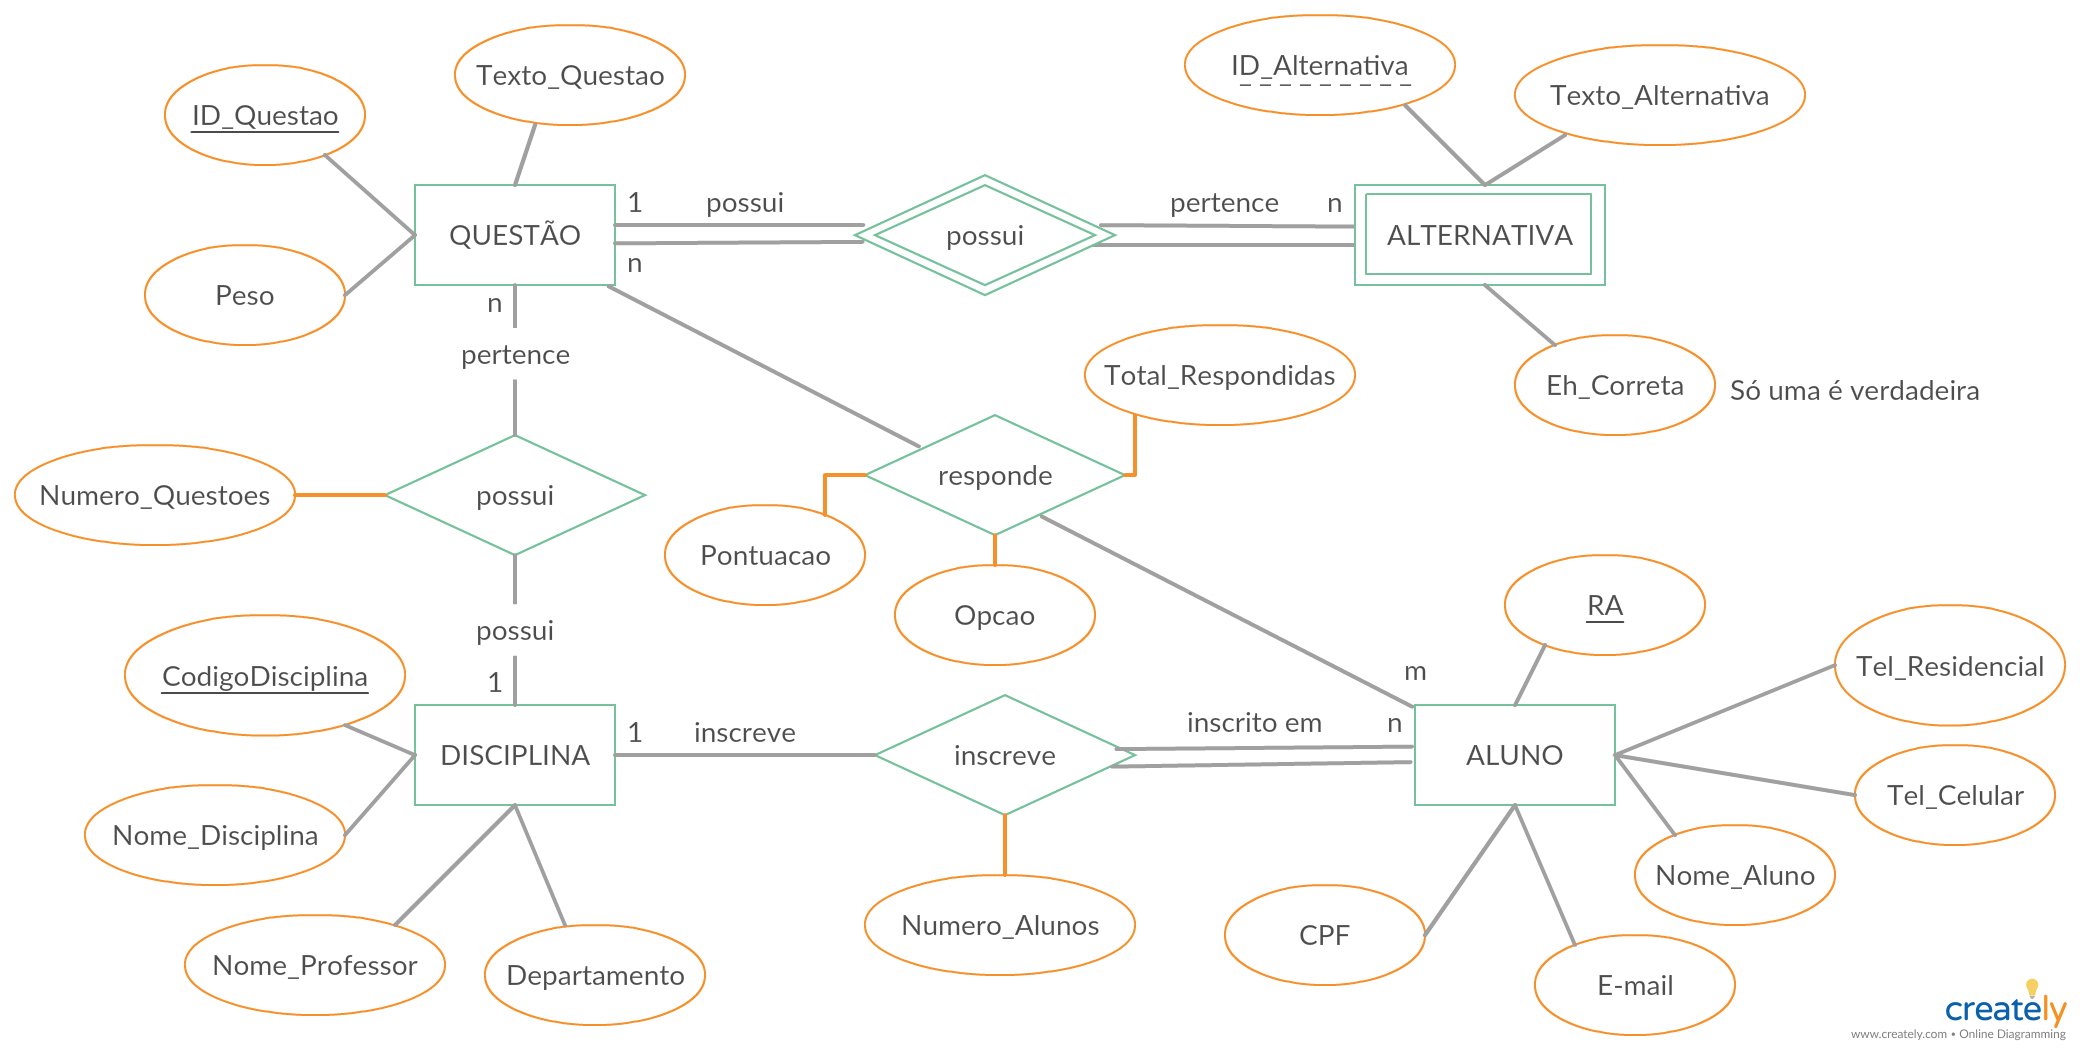 Texto_Questao
ID_Alternativa
Texto_Alternativa
ID_Questao
1
possui
pertence
n
QUESTÃO
possui
ALTERNATIVA
n
Peso
n
pertence
Total_Respondidas
Eh_Correta
Só uma é verdadeira
responde
Numero_Questoes
possui
Pontuacao
Opcao
RA
possui
m
Tel_Residencial
CodigoDisciplina
1
1
inscreve
inscrito em
n
DISCIPLINA
inscreve
ALUNO
Tel_Celular
Nome_Disciplina
Nome_Aluno
Numero_Alunos
CPF
Nome_Professor
Departamento
E-mail
creately
www.creately.com • Online Diagramming